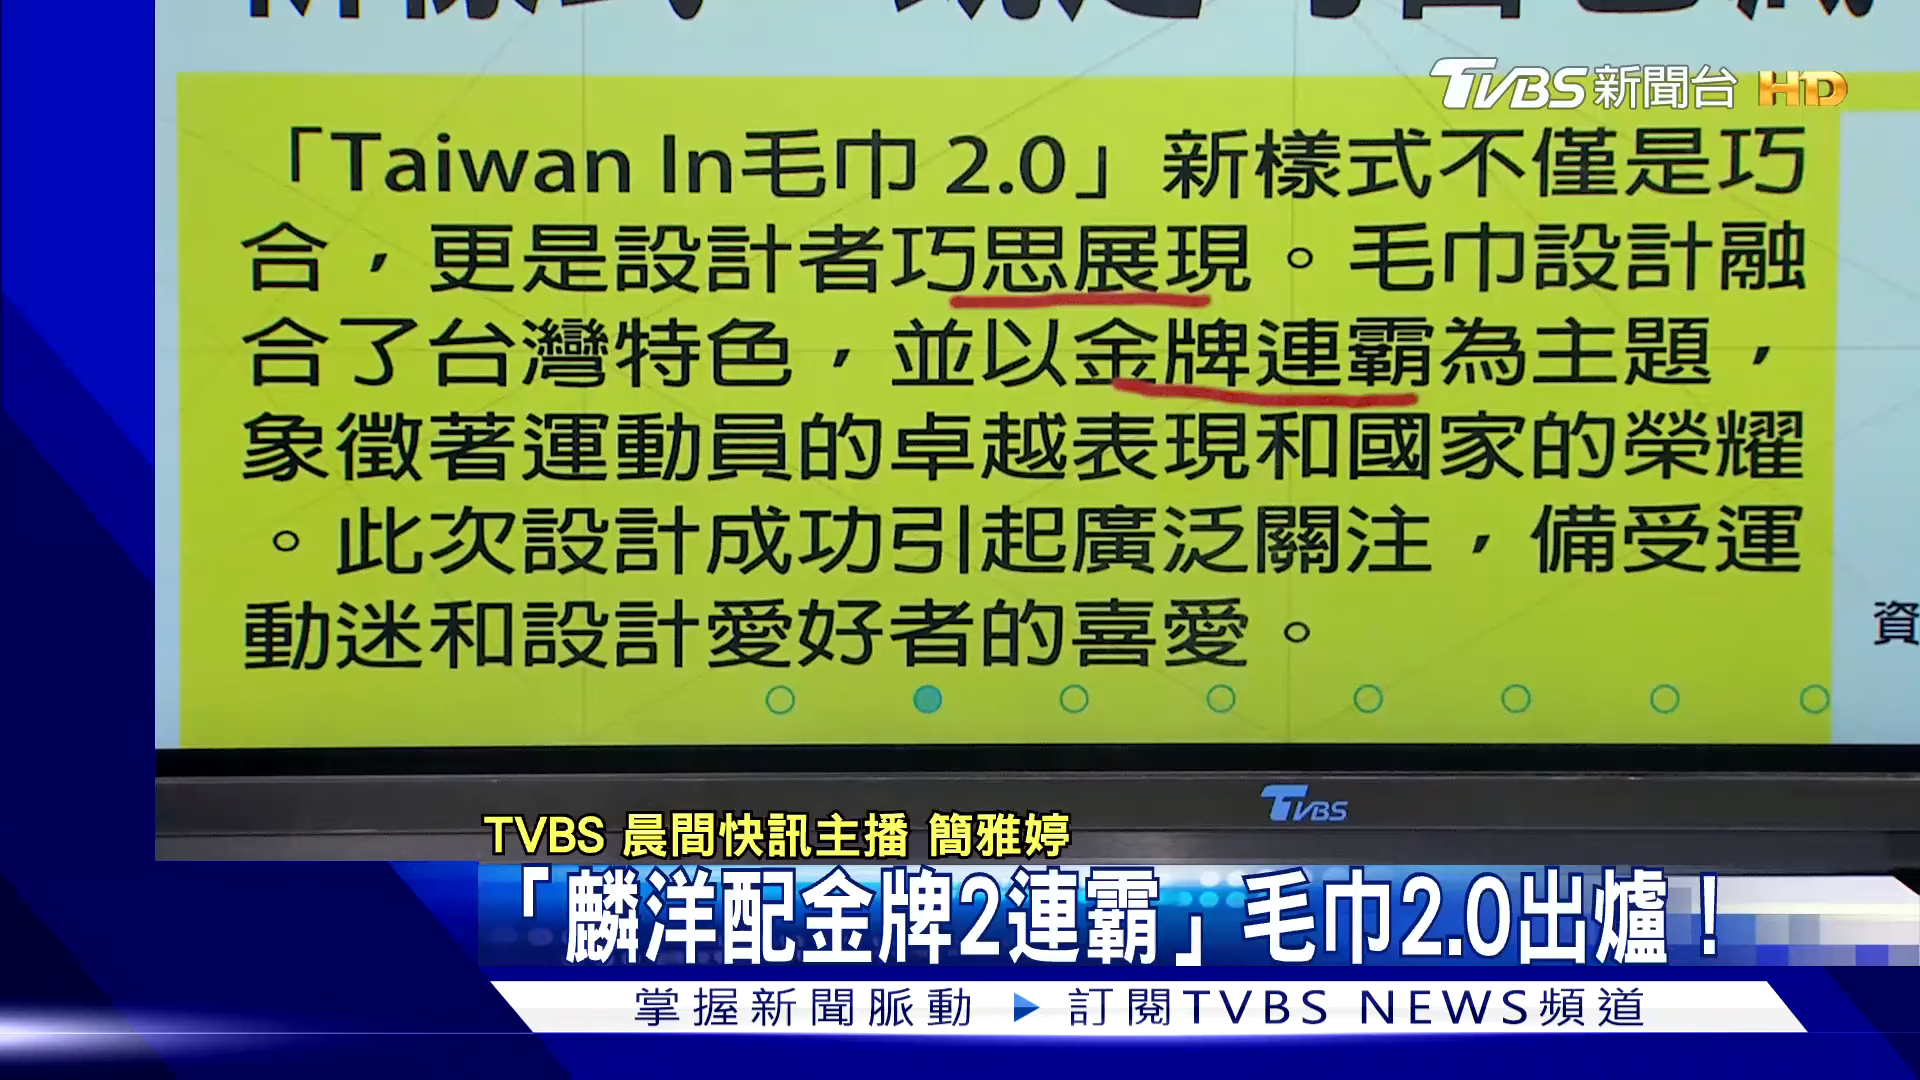 TVBS新聞台 HD
「Taiwan In毛巾 2.0」新樣式不僅是巧
合，更是設計者巧思展現。毛巾設計融
合了台灣特色，並以金牌連霸為主題，
象徵著運動員的卓越表現和國家的榮耀
。此次設計成功引起廣泛關注，備受運
動迷和設計愛好者的喜愛。
資
TVBS
TVBS 晨間快訊主播 簡雅婷
「麟洋配金牌2連霸」毛巾2.0出爐！
掌握新聞脈動 ▶ 訂閱TVBS NEWS頻道